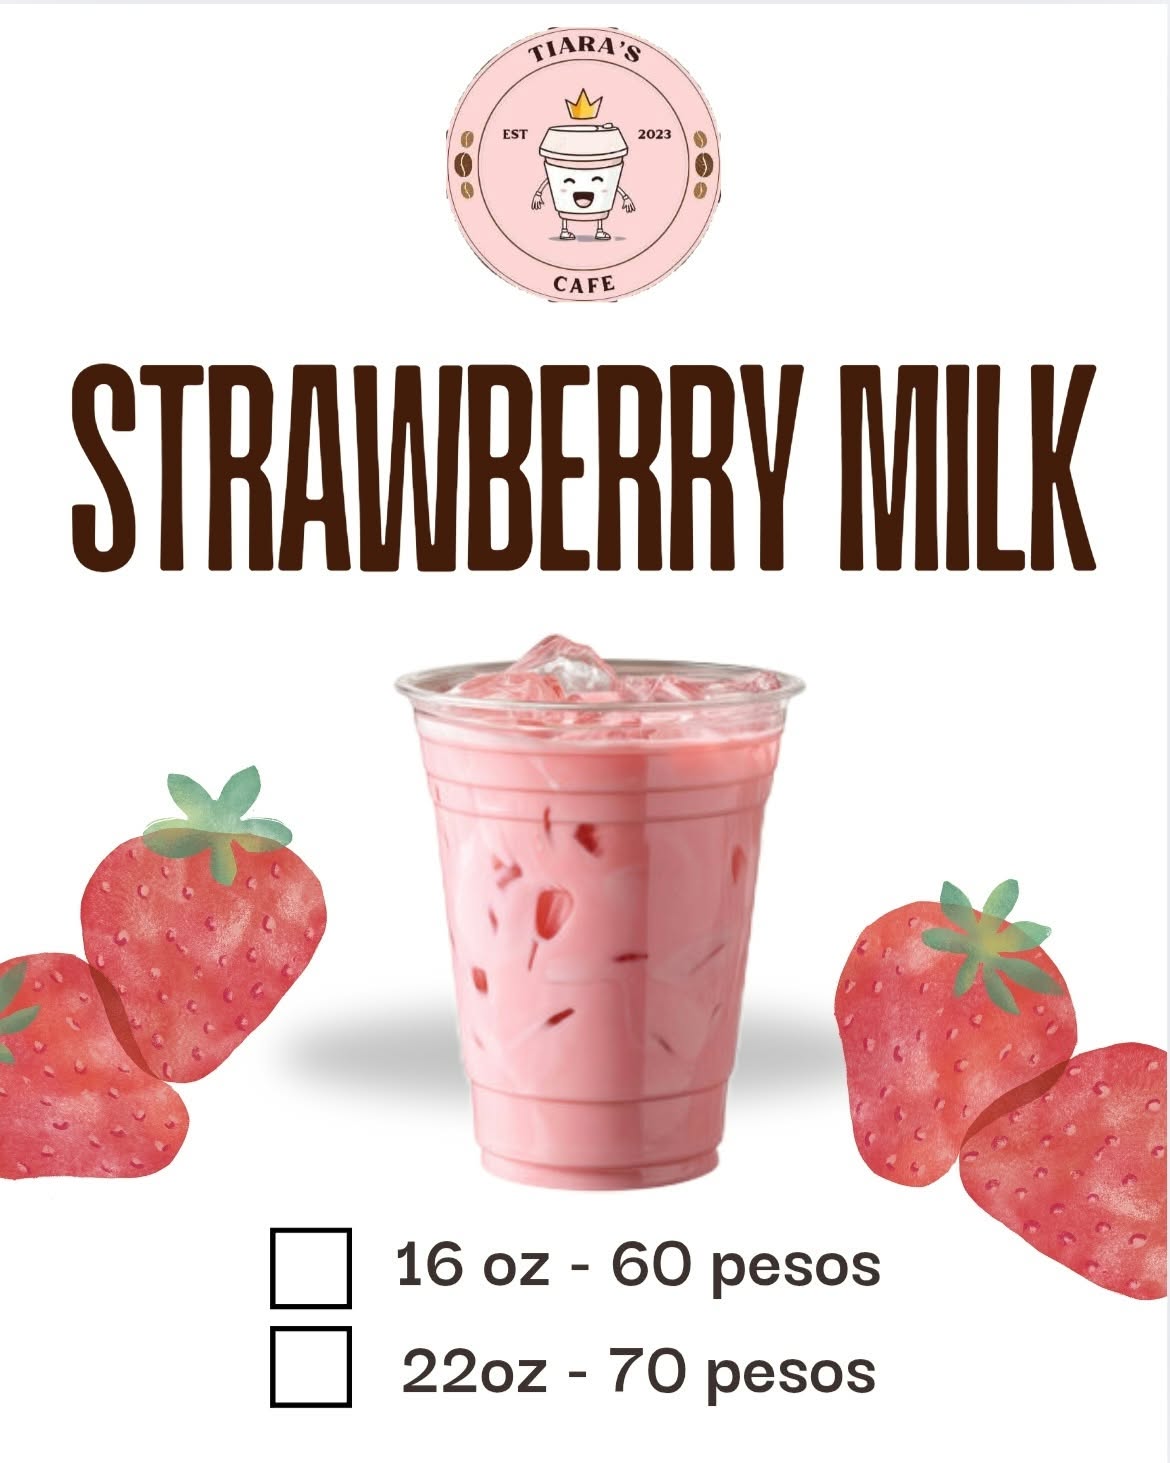 TIARA'S
EST 2023
CAFE
STRAWBERRY MILK
16 oz - 60 pesos
22oz - 70 pesos